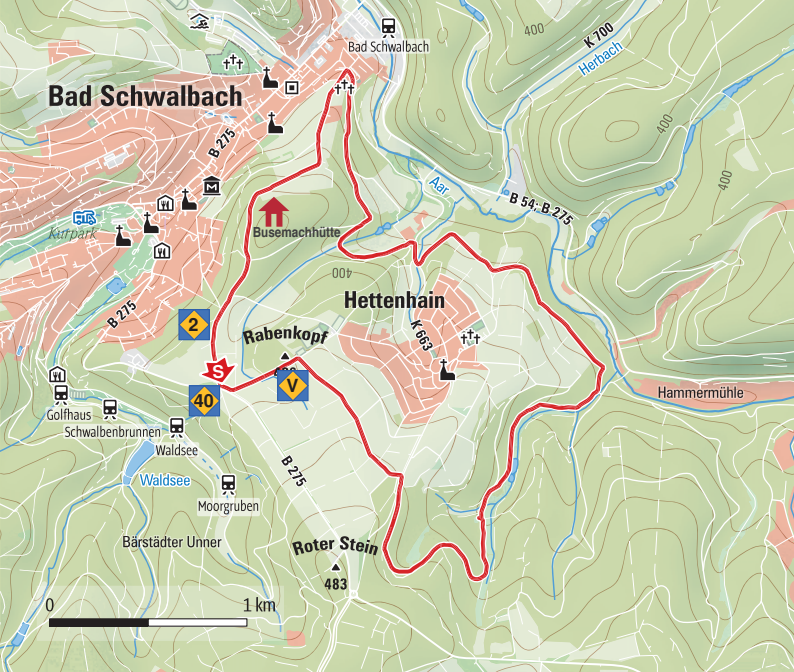 400
K 700
Herbach
Bad Schwalbach
Bad Schwalbach
B 275
400
400
Aar
B 54; B 275
Kurpark
Busemachhütte
400
Hettenhain
B 275
2
Rabenkopf
K 663
S
40
V
Hammermühle
Golfhaus
Schwalbenbrunnen
Waldsee
Waldsee
B 275
Moorgruben
Bärstädter Unner
Roter Stein
483
0
1 km